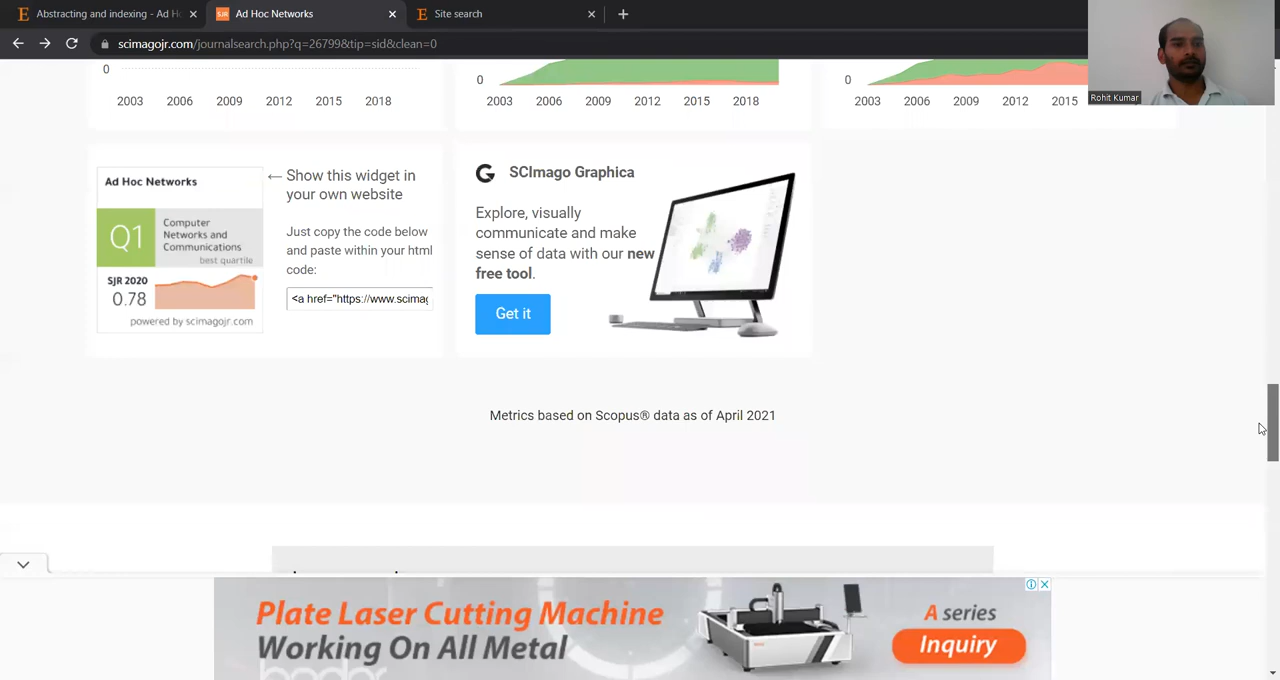 Abstracting and indexing - Ad H
Ad Hoc Networks
Site search
scimagojr.com/journalsearch.php?q=26799&tip=sid&clean=0
Rohit Kumar
0
2003 2006 2009 2012 2015 2018
0
2003 2006 2009 2012 2015 2018
0
2003 2006 2009 2012 2015
Ad Hoc Networks
Q1
Computer
Networks and
Communications
best quartile
SJR 2020
0.78
powered by scimagojr.com
← Show this widget in
your own website
Just copy the code below
and paste within your html
code:
<a href="https://www.scimag
SCImago Graphica
Explore, visually
communicate and make
sense of data with our new
free tool.
Get it
Metrics based on Scopus® data as of April 2021
Plate Laser Cutting Machine
Working On All Metal
bodor
A series
Inquiry